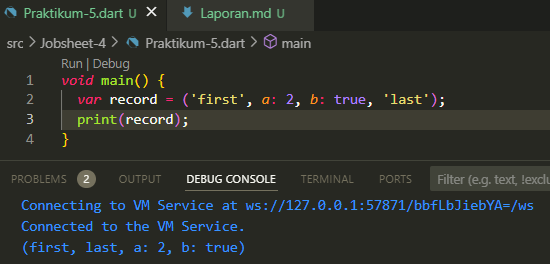 Praktikum-5.dart U Laporan.md U
src > Jobsheet-4 > Praktikum-5.dart > main
Run | Debug
1 void main() {
2 var record = ('first', a: 2, b: true, 'last');
3 print(record);
4 }
PROBLEMS 2 OUTPUT DEBUG CONSOLE TERMINAL PORTS Filter (e.g. text, !exclu
Connecting to VM Service at ws://127.0.0.1:57871/bbfLbJiebYA=/ws
Connected to the VM Service.
(first, last, a: 2, b: true)